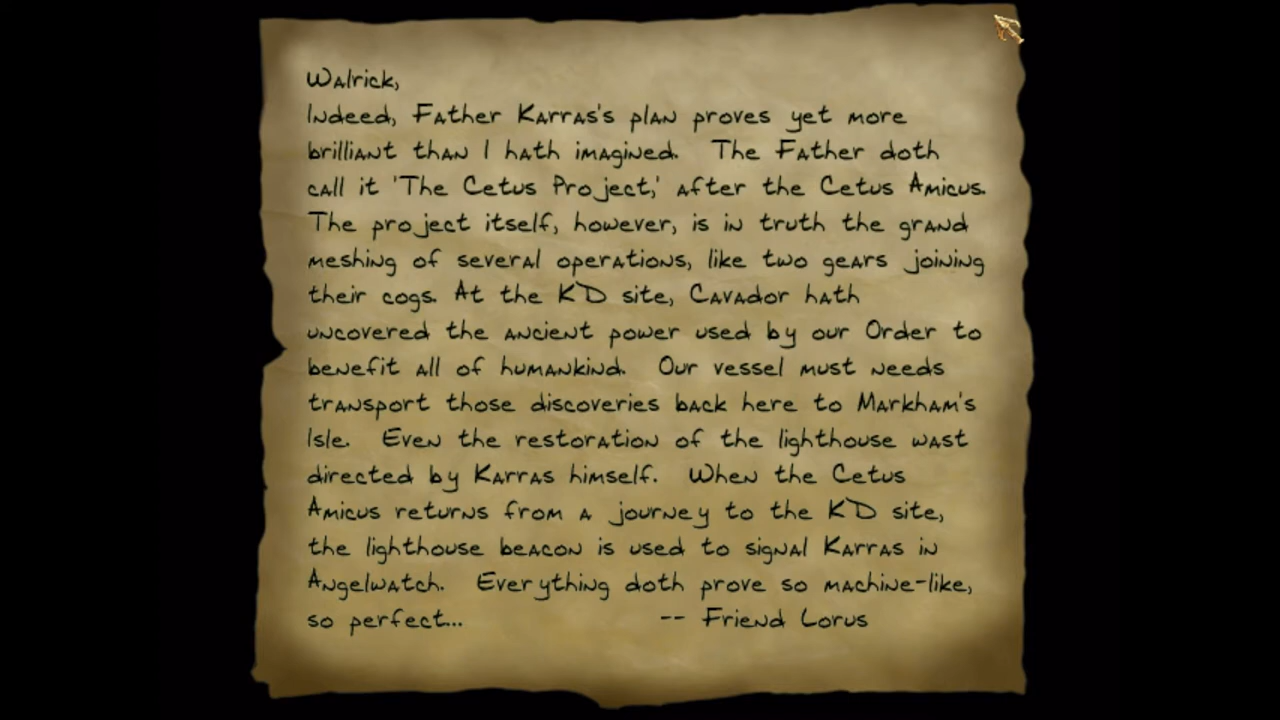 Walrick,
Indeed, Father Karras's plan proves yet more
brilliant than I hath imagined.  The Father doth
call it 'The Cetus Project,' after the Cetus Amicus.
The project itself, however, is in truth the grand
meshing of several operations, like two gears joining
their cogs.  At the KD site, Cavador hath
uncovered the ancient power used by our Order to
benefit all of humankind.  Our vessel must needs
transport those discoveries back here to Markham's
Isle.  Even the restoration of the lighthouse wast
directed by Karras himself.  When the Cetus
Amicus returns from a journey to the KD site,
the lighthouse beacon is used to signal Karras in
Angelwatch.  Everything doth prove so machine-like,
so perfect... -- Friend Lorus